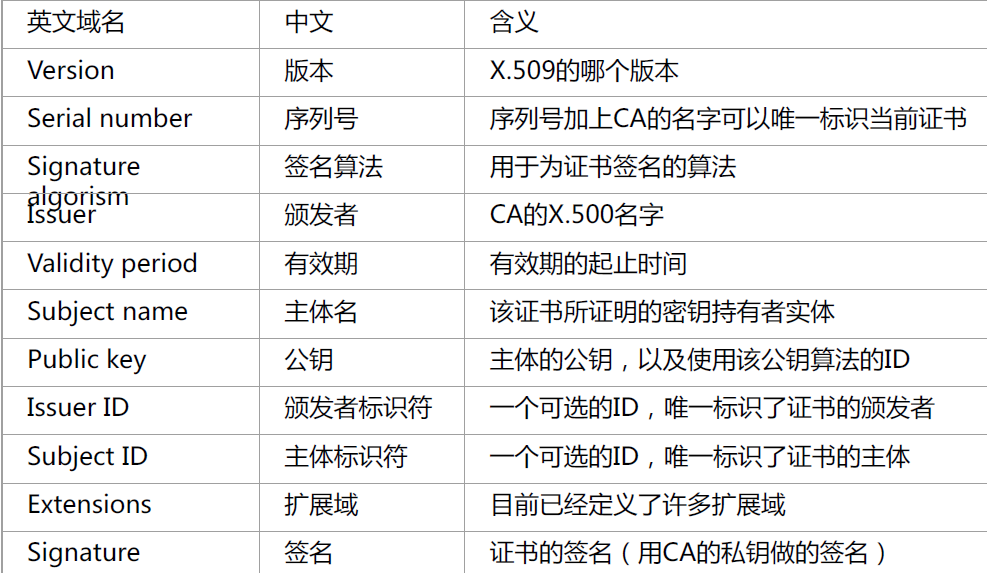 英文域名 中文 含义
Version 版本 X.509的哪个版本
Serial number 序列号 序列号加上CA的名字可以唯一标识当前证书
Signature 签名算法 用于为证书签名的算法
algorism
Issuer 颁发者 CA的X.500名字
Validity period 有效期 有效期的起止时间
Subject name 主体名 该证书所证明的密钥持有者实体
Public key 公钥 主体的公钥，以及使用该公钥算法的ID
Issuer ID 颁发者标识符 一个可选的ID，唯一标识了证书的颁发者
Subject ID 主体标识符 一个可选的ID，唯一标识了证书的主体
Extensions 扩展域 目前已经定义了许多扩展域
Signature 签名 证书的签名（用CA的私钥做的签名）